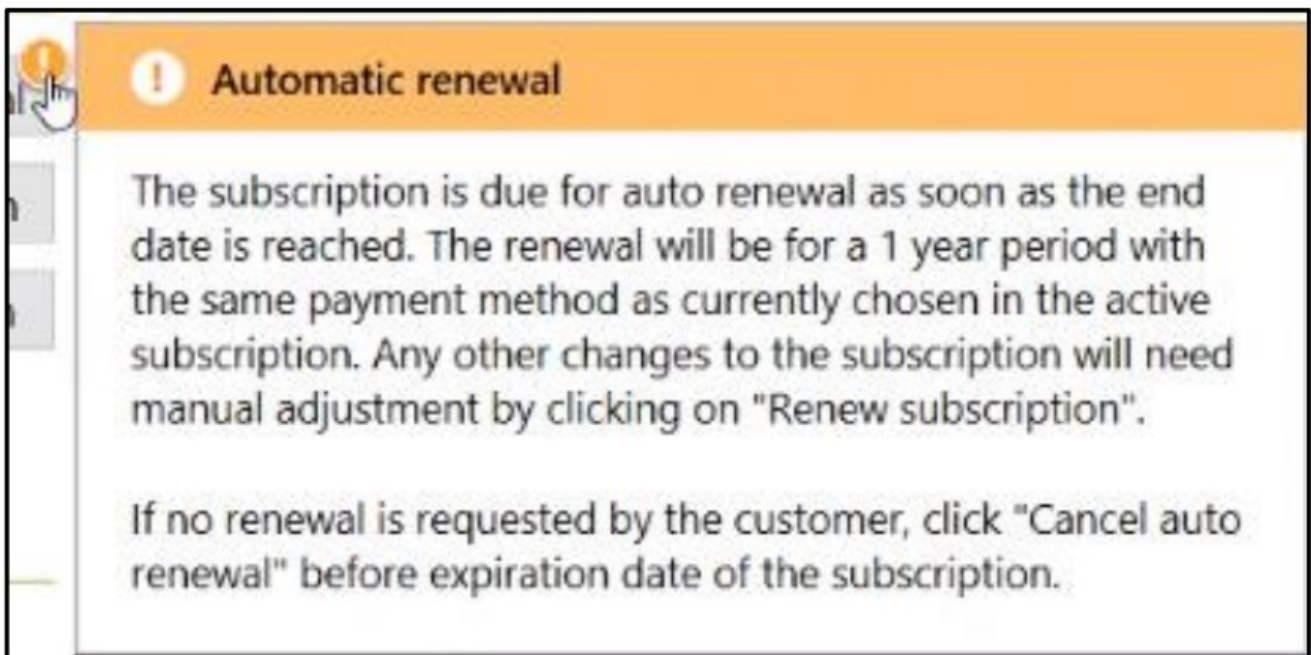 Automatic renewal
The subscription is due for auto renewal as soon as the end
date is reached. The renewal will be for a 1 year period with
the same payment method as currently chosen in the active
subscription. Any other changes to the subscription will need
manual adjustment by clicking on "Renew subscription".
If no renewal is requested by the customer, click "Cancel auto
renewal" before expiration date of the subscription.